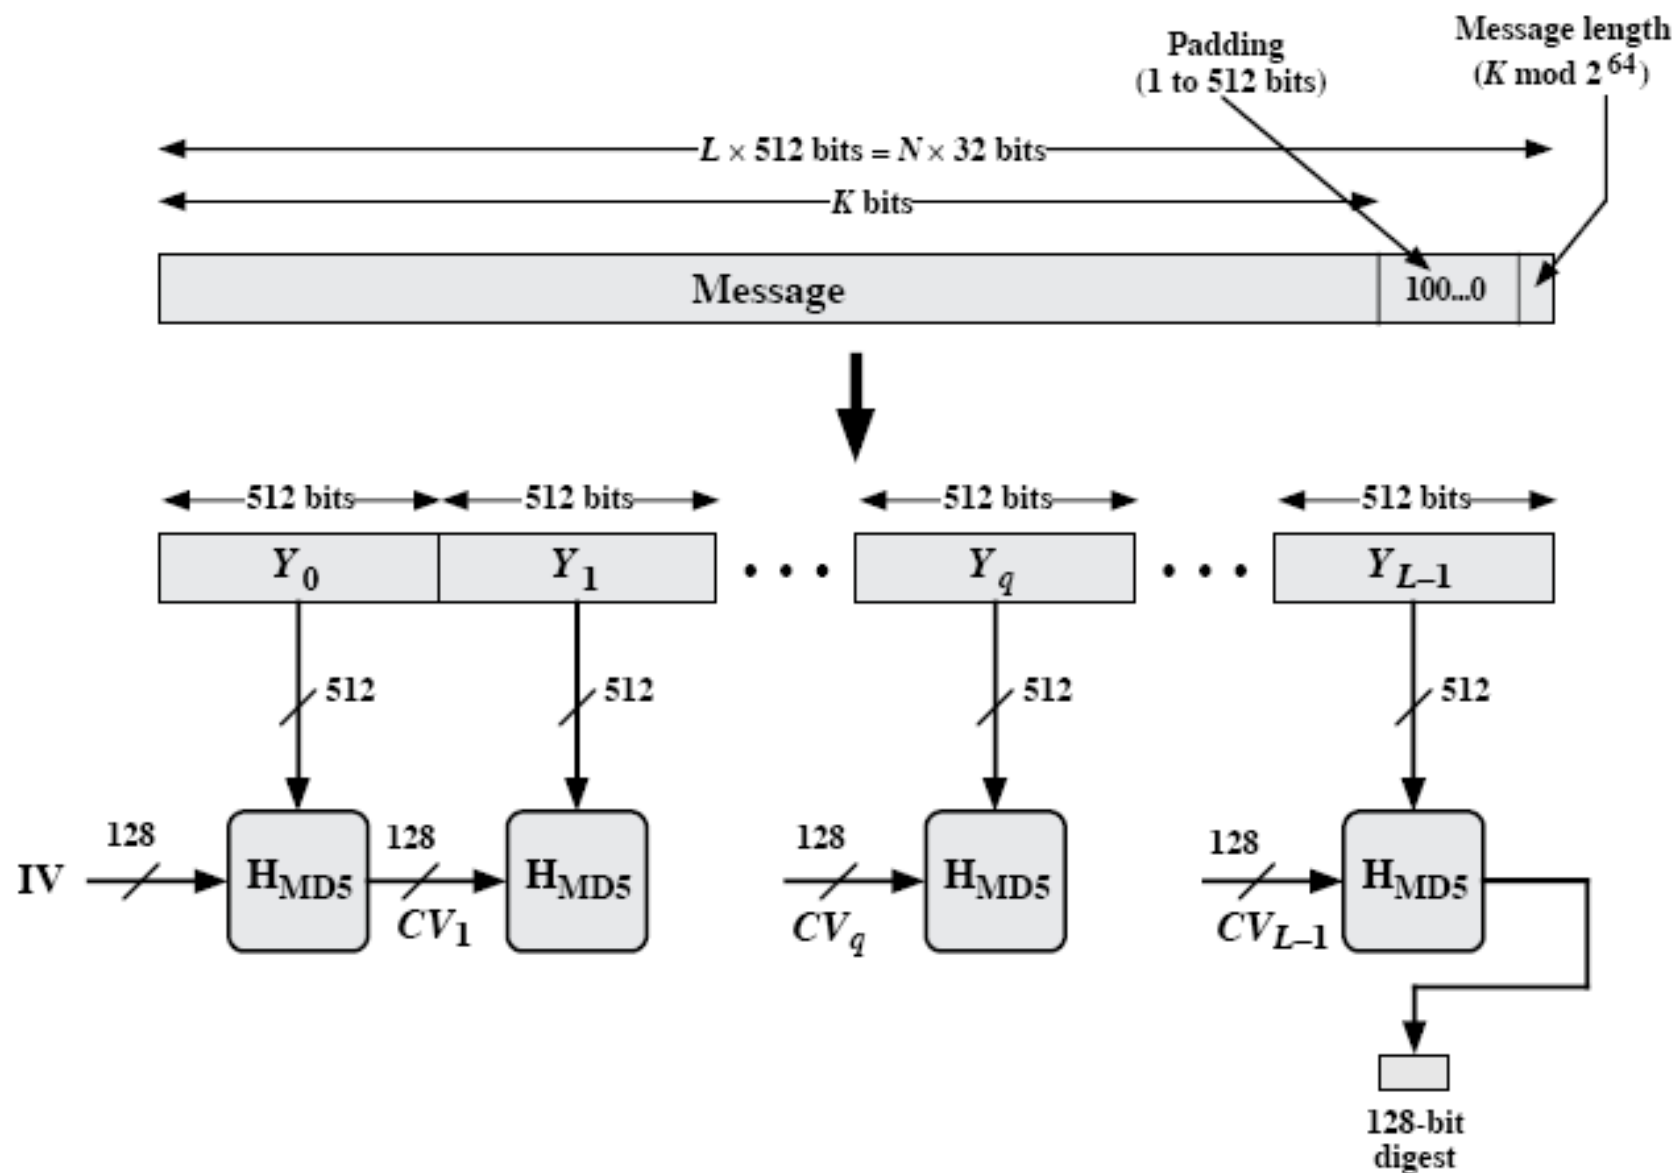 Padding
(1 to 512 bits)
Message length
(K mod 2^64)
L × 512 bits = N × 32 bits
K bits
Message
100...0
512 bits
512 bits
512 bits
512 bits
Y0
Y1
• • •
Yq
• • •
YL–1
512
512
512
512
128
128
128
128
IV
HMD5
HMD5
HMD5
HMD5
CV1
CVq
CVL–1
128-bit
digest